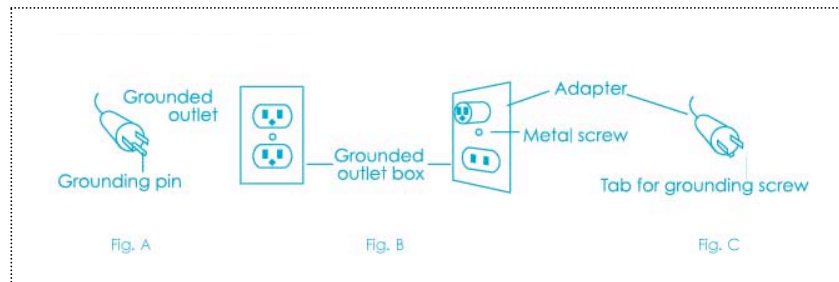 Grounded
outlet
Grounding pin
Grounded
outlet box
Adapter
Metal screw
Tab for grounding screw
Fig. A
Fig. B
Fig. C